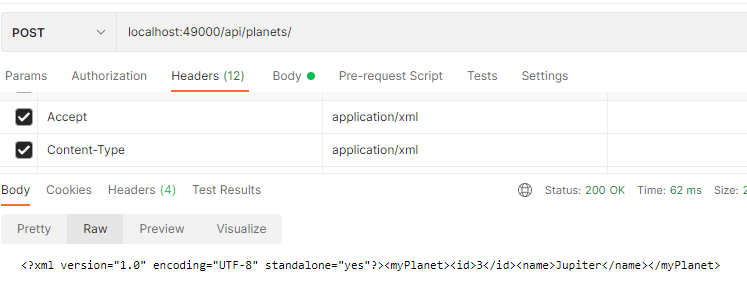 POST localhost:49000/api/planets/
Params Authorization Headers (12) Body Pre-request Script Tests Settings
Accept application/xml
Content-Type application/xml
Body Cookies Headers (4) Test Results Status: 200 OK Time: 62 ms Size: 2
Pretty Raw Preview Visualize
<?xml version="1.0" encoding="UTF-8" standalone="yes"?><myPlanet><id>3</id><name>Jupiter</name></myPlanet>